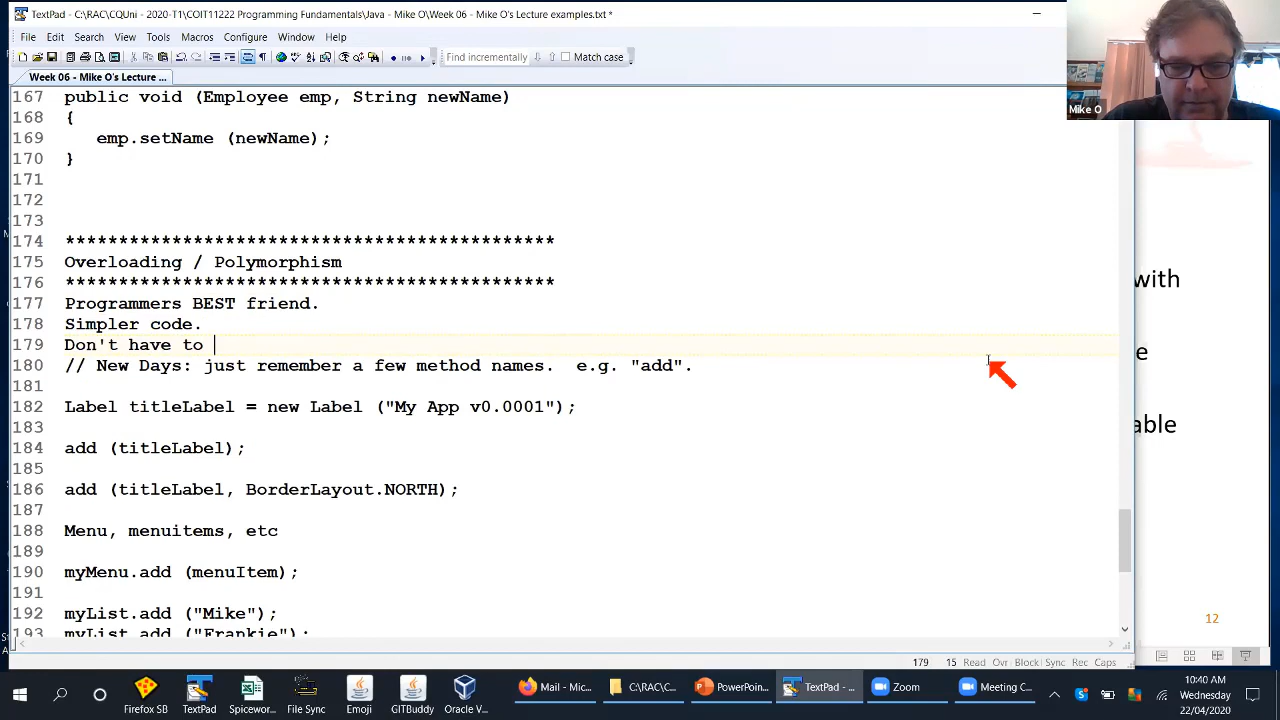 TextPad - C:\RAC\CQUni - 2020-T1\COIT11222 Programming Fundamentals\Java - Mike O\Week 06 - Mike O's Lecture examples.txt *
File Edit Search View Tools Macros Configure Window Help
Find incrementally Match case
Week 06 - Mike O's Lecture ...
Mike O
167 public void (Employee emp, String newName)
168 {
169 emp.setName (newName);
170 }
171
172
173
174 **********************************************
175 Overloading / Polymorphism
176 **********************************************
177 Programmers BEST friend.
178 Simpler code.
179 Don't have to
180 // New Days: just remember a few method names. e.g. "add".
181
182 Label titleLabel = new Label ("My App v0.0001");
183
184 add (titleLabel);
185
186 add (titleLabel, BorderLayout.NORTH);
187
188 Menu, menuitems, etc
189
190 myMenu.add (menuItem);
191
192 myList.add ("Mike");
193 myList.add ("Frankie");
with
able
12
179 15 Read Ovr Block Sync Rec Caps
Firefox SB TextPad Spicewor... File Sync Emoji GITBuddy Oracle V...
Mail - Mic... C:\RAC\C... PowerPoin... TextPad - ... Zoom Meeting C...
10:40 AM
Wednesday
22/04/2020